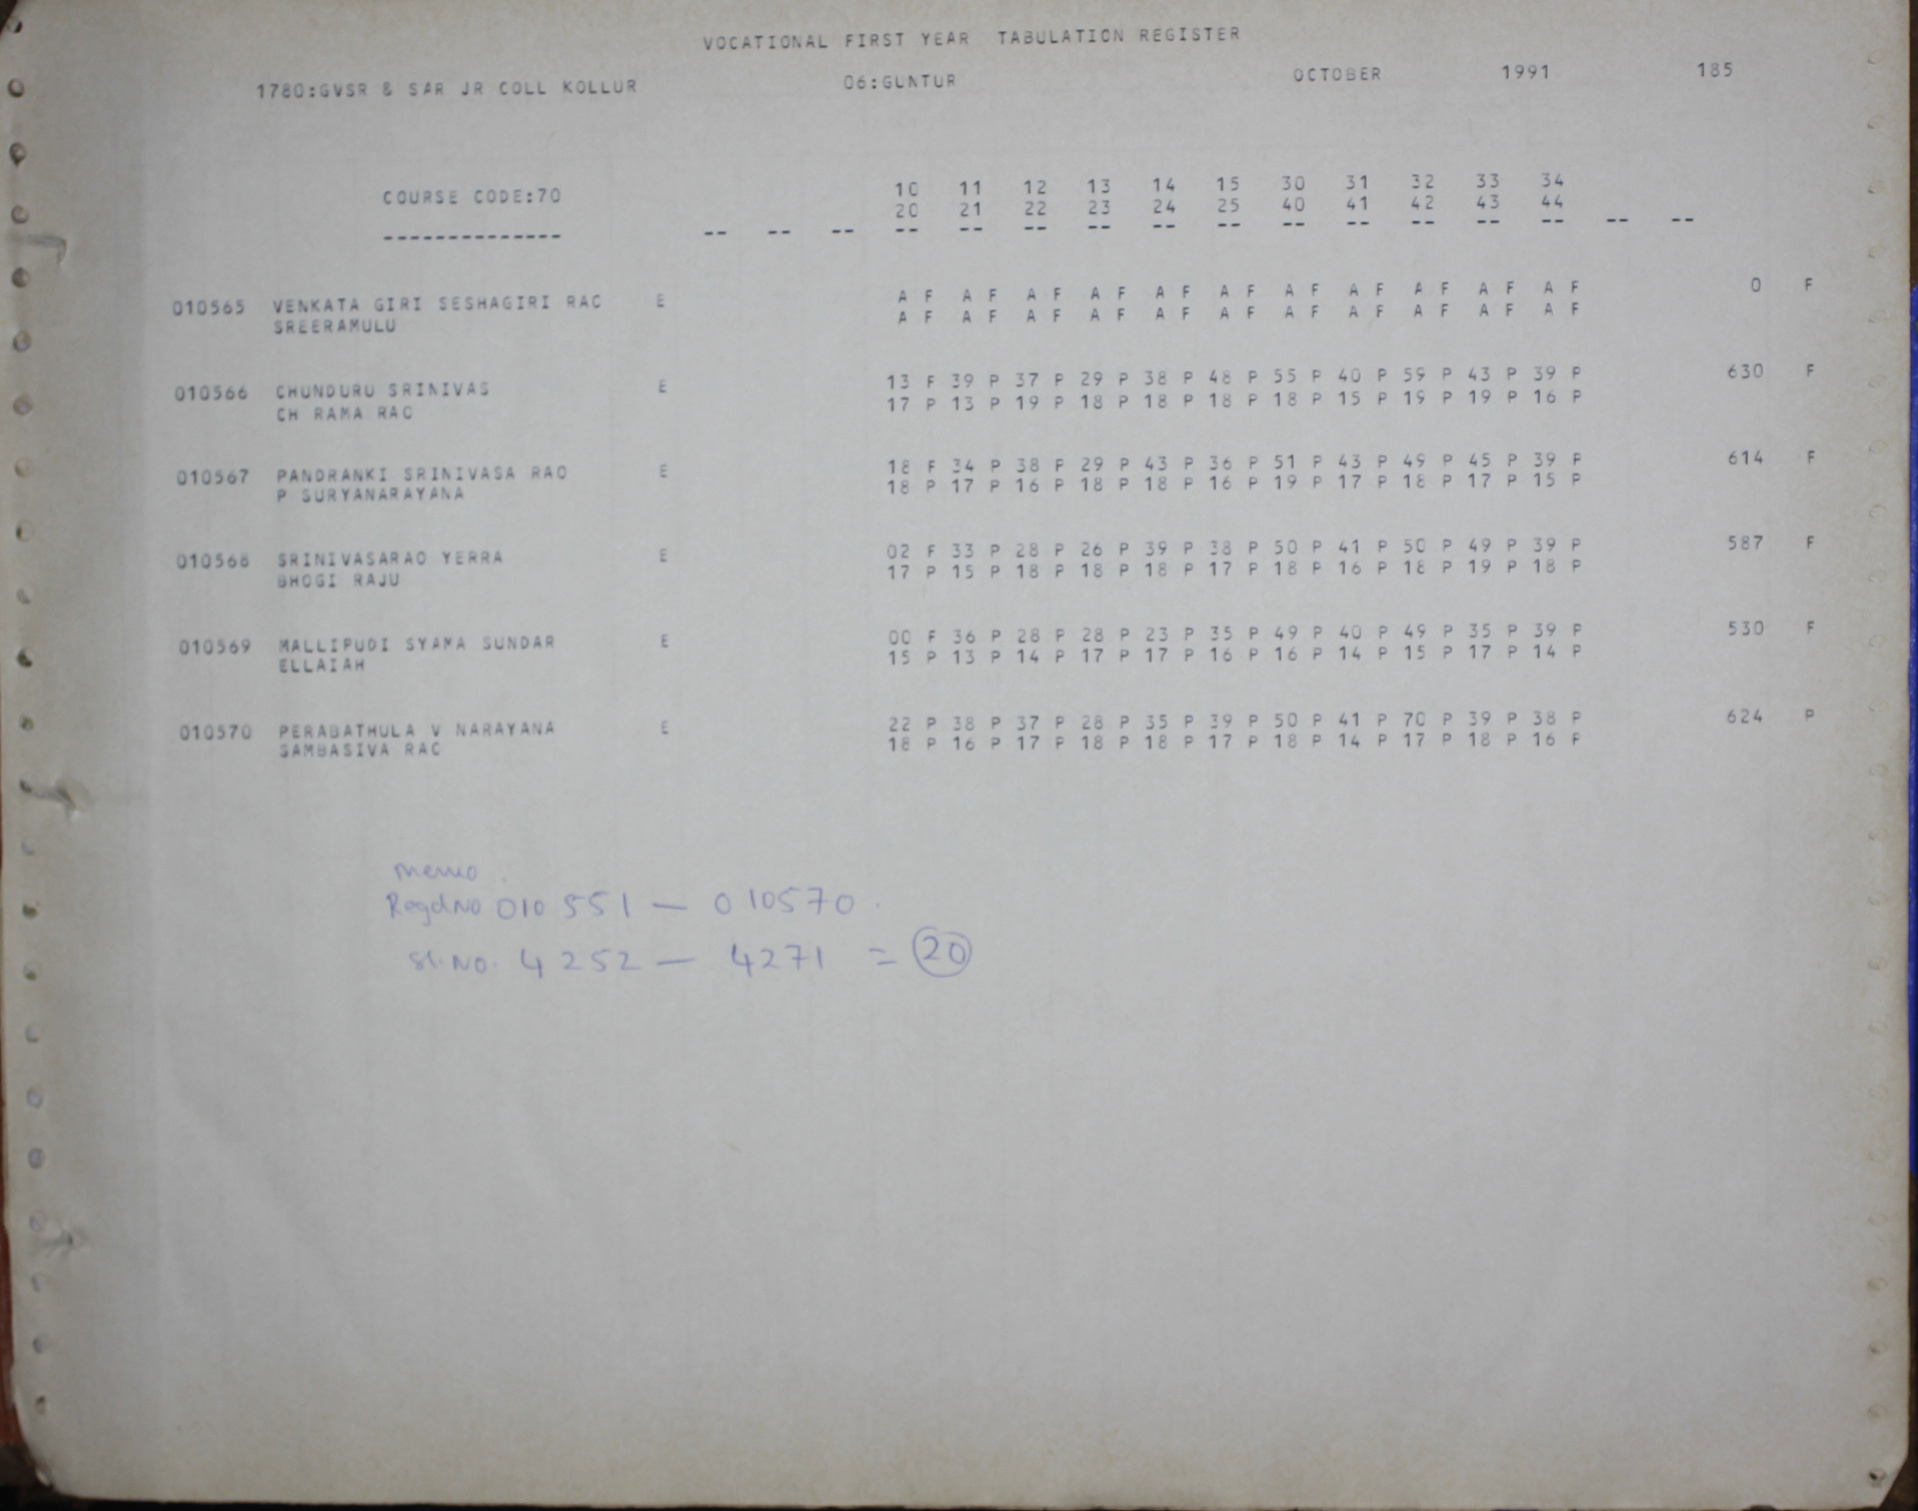 VOCATIONAL FIRST YEAR TABULATION REGISTER
1780:GVSR & SAR JR COLL KOLLUR 06:GUNTUR OCTOBER 1991 185
COURSE CODE:70 10 11 12 13 14 15 30 31 32 33 34
20 21 22 23 24 25 40 41 42 43 44
-------------- -- -- -- -- -- -- -- -- -- -- -- -- -- -- -- --
010565 VENKATA GIRI SESHAGIRI RAO E A F A F A F A F A F A F A F A F A F A F A F 0 F
SREERAMULU A F A F A F A F A F A F A F A F A F A F A F
010566 CHUNDURU SRINIVAS E 13 F 39 P 37 P 29 P 38 P 48 P 55 P 40 P 59 P 43 P 39 P 630 F
CH RAMA RAO 17 P 13 P 19 P 18 P 18 P 18 P 18 P 15 P 19 P 19 P 16 P
010567 PANDRANKI SRINIVASA RAO E 18 F 34 P 38 P 29 P 43 P 36 P 51 P 43 P 49 P 45 P 39 P 614 F
P SURYANARAYANA 18 P 17 P 16 P 18 P 18 P 16 P 19 P 17 P 18 P 17 P 15 P
010568 SRINIVASARAO YERRA E 02 F 33 P 28 P 26 P 39 P 38 P 50 P 41 P 50 P 49 P 39 P 587 F
BHOGI RAJU 17 P 15 P 18 P 18 P 18 P 17 P 18 P 16 P 18 P 19 P 18 P
010569 MALLIPUDI SYAMA SUNDAR E 00 F 36 P 28 P 28 P 23 P 35 P 49 P 40 P 49 P 35 P 39 P 530 F
ELLAIAH 15 P 13 P 14 P 17 P 17 P 16 P 16 P 14 P 15 P 17 P 14 P
010570 PERABATHULA V NARAYANA E 22 P 38 P 37 P 28 P 35 P 39 P 50 P 41 P 70 P 39 P 38 P 624 P
SAMBASIVA RAO 18 P 16 P 17 P 18 P 18 P 17 P 18 P 14 P 17 P 18 P 16 P
memo
Regd No 010551 — 010570.
Sl. No. 4252 — 4271 = 20